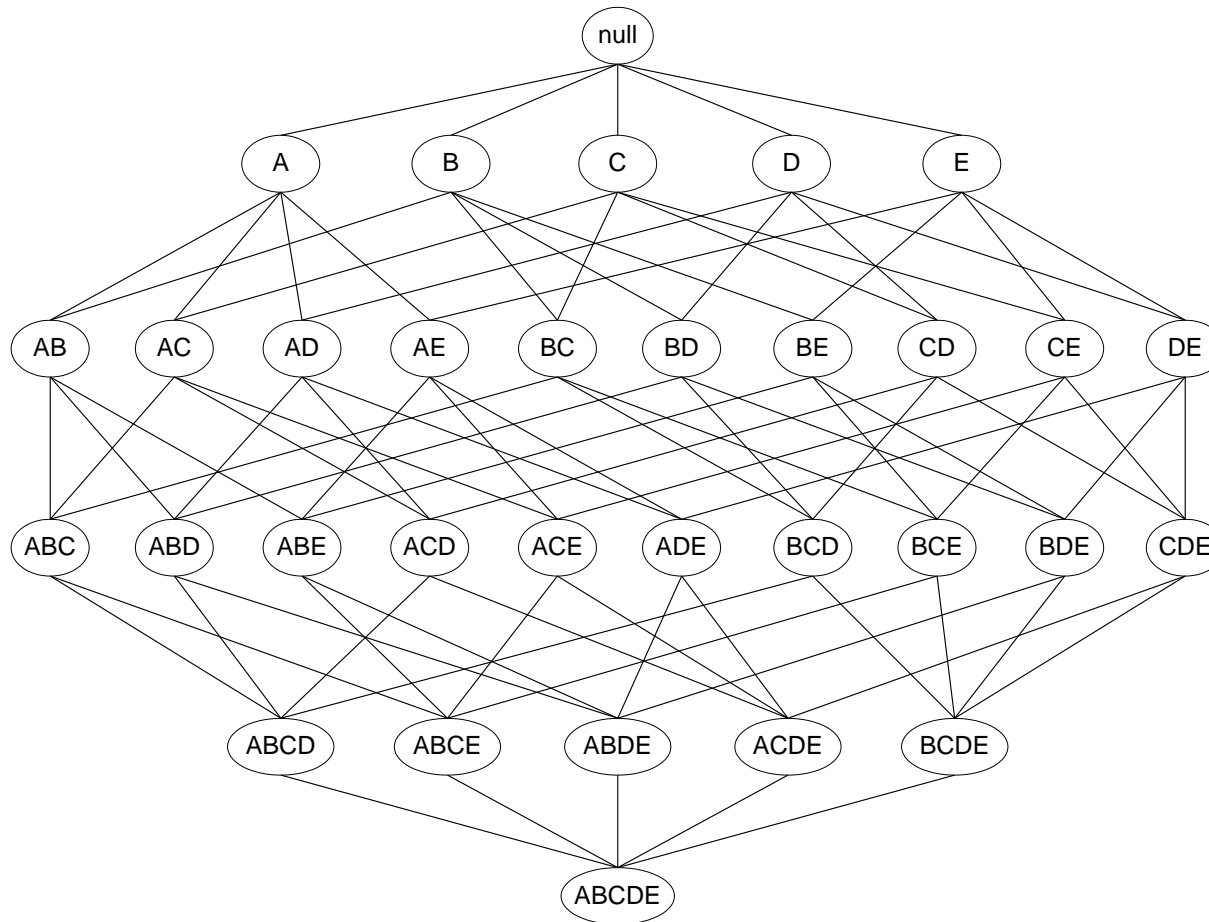 null
A B C D E
AB AC AD AE BC BD BE CD CE DE
ABC ABD ABE ACD ACE ADE BCD BCE BDE CDE
ABCD ABCE ABDE ACDE BCDE
ABCDE